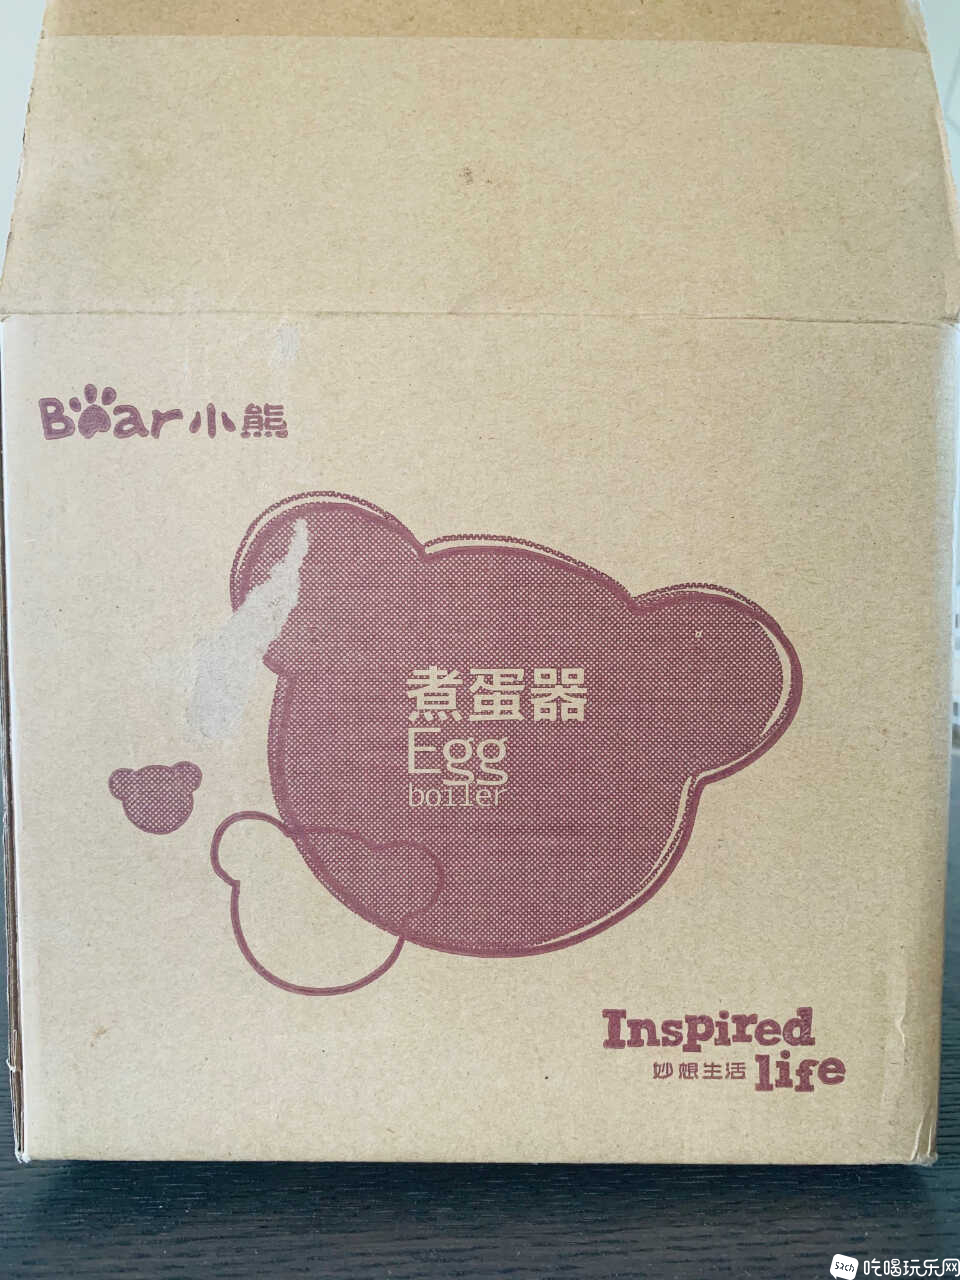 Bear小熊
煮蛋器
Egg
boiler
Inspired
妙想生活 life
5ach 吃喝玩乐网